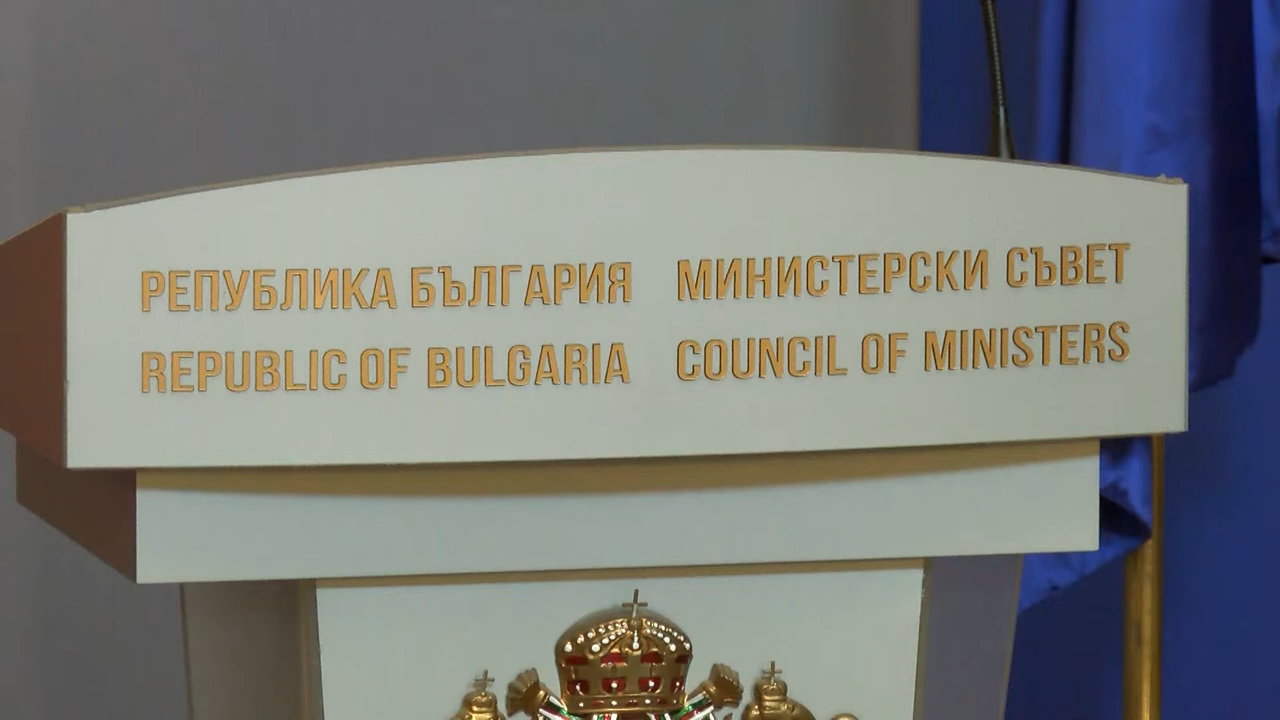 РЕПУБЛИКА БЪЛГАРИЯ МИНИСТЕРСКИ СЪВЕТ
REPUBLIC OF BULGARIA COUNCIL OF MINISTERS